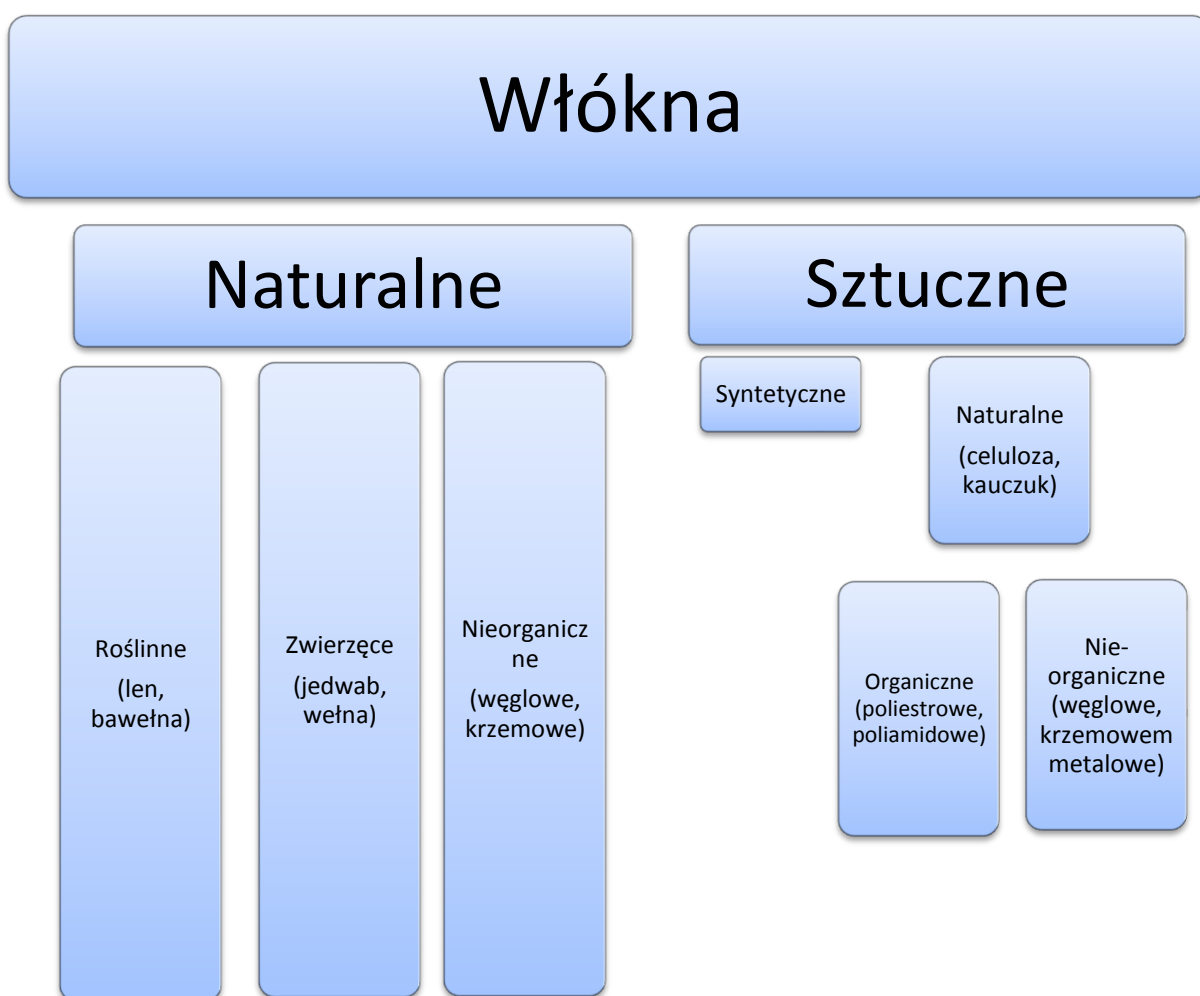 Włókna
Naturalne
Sztuczne
Syntetyczne
Naturalne
(celuloza,
kauczuk)
Roślinne
(len,
bawełna)
Zwierzęce
(jedwab,
wełna)
Nieorganicz
ne
(węglowe,
krzemowe)
Organiczne
(poliestrowe,
poliamidowe)
Nie-
organiczne
(węglowe,
krzemowem
metalowe)